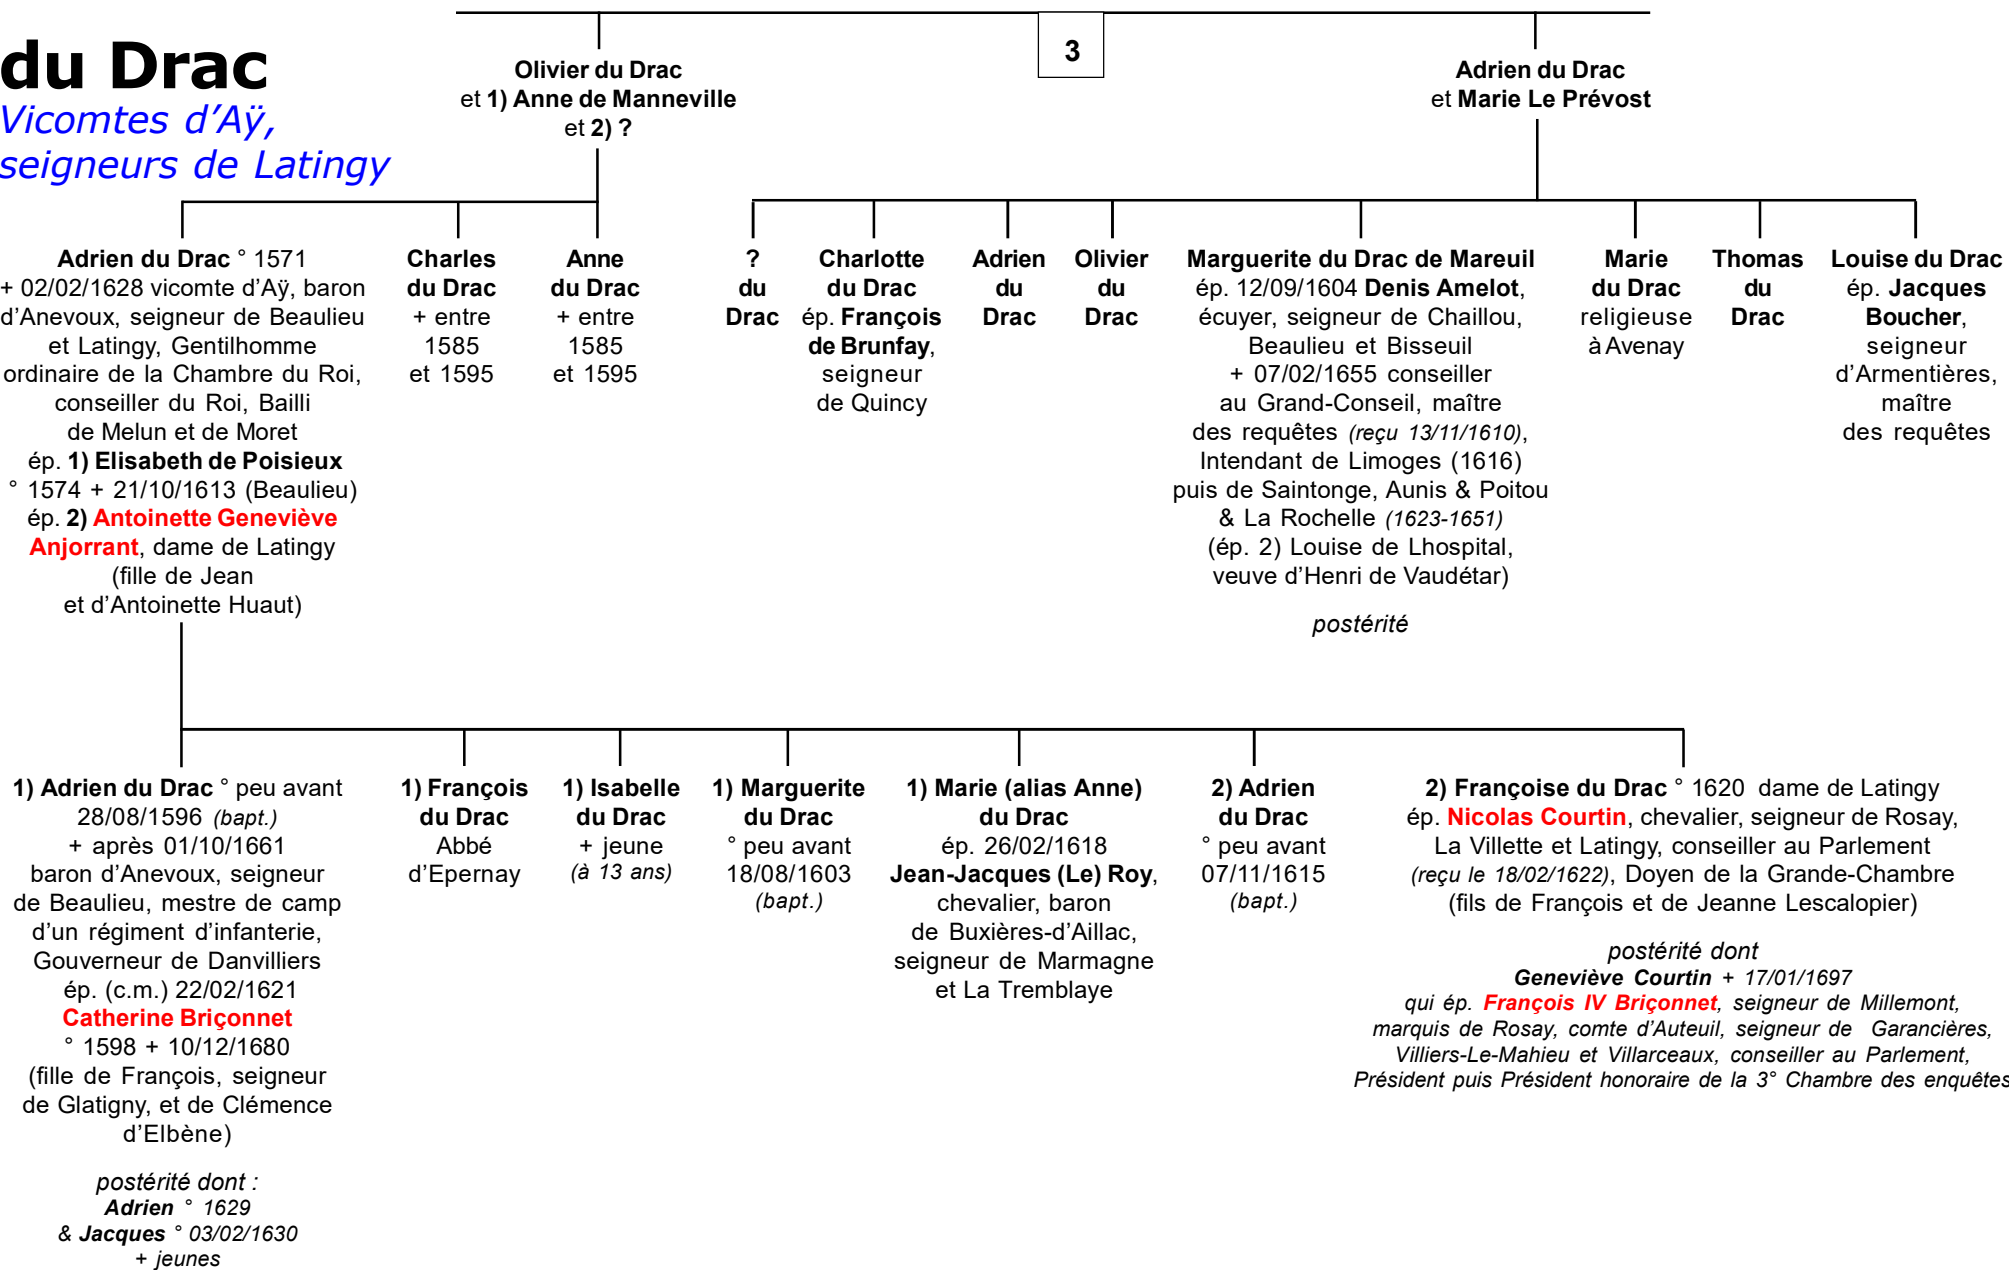 du Drac
Vicomtes d'Aÿ,
seigneurs de Latingy
3
Olivier du Drac
et 1) Anne de Manneville
et 2) ?
Adrien du Drac
et Marie Le Prévost
Adrien du Drac ° 1571
+ 02/02/1628 vicomte d'Aÿ, baron
d'Anevoux, seigneur de Beaulieu
et Latingy, Gentilhomme
ordinaire de la Chambre du Roi,
conseiller du Roi, Bailli
de Melun et de Moret
ép. 1) Elisabeth de Poisieux
° 1574 + 21/10/1613 (Beaulieu)
ép. 2) Antoinette Geneviève
Anjorrant, dame de Latingy
(fille de Jean
et d'Antoinette Huaut)
Charles
du Drac
+ entre
1585
et 1595
Anne
du Drac
+ entre
1585
et 1595
?
du
Drac
Charlotte
du Drac
ép. François
de Brunfay,
seigneur
de Quincy
Adrien
du
Drac
Olivier
du
Drac
Marguerite du Drac de Mareuil
ép. 12/09/1604 Denis Amelot,
écuyer, seigneur de Chaillou,
Beaulieu et Bisseuil
+ 07/02/1655 conseiller
au Grand-Conseil, maître
des requêtes (reçu 13/11/1610),
Intendant de Limoges (1616)
puis de Saintonge, Aunis & Poitou
& La Rochelle (1623-1651)
(ép. 2) Louise de Lhospital,
veuve d'Henri de Vaudétar)
postérité
Marie
du Drac
religieuse
à Avenay
Thomas
du
Drac
Louise du Drac
ép. Jacques
Boucher,
seigneur
d'Armentières,
maître
des requêtes
1) Adrien du Drac ° peu avant
28/08/1596 (bapt.)
+ après 01/10/1661
baron d'Anevoux, seigneur
de Beaulieu, mestre de camp
d'un régiment d'infanterie,
Gouverneur de Danvilliers
ép. (c.m.) 22/02/1621
Catherine Briçonnet
° 1598 + 10/12/1680
(fille de François, seigneur
de Glatigny, et de Clémence
d'Elbène)
postérité dont :
Adrien ° 1629
& Jacques ° 03/02/1630
+ jeunes
1) François
du Drac
Abbé
d'Epernay
1) Isabelle
du Drac
+ jeune
(à 13 ans)
1) Marguerite
du Drac
° peu avant
18/08/1603
(bapt.)
1) Marie (alias Anne)
du Drac
ép. 26/02/1618
Jean-Jacques (Le) Roy,
chevalier, baron
de Buxières-d'Aillac,
seigneur de Marmagne
et La Tremblaye
2) Adrien
du Drac
° peu avant
07/11/1615
(bapt.)
2) Françoise du Drac ° 1620 dame de Latingy
ép. Nicolas Courtin, chevalier, seigneur de Rosay,
La Villette et Latingy, conseiller au Parlement
(reçu le 18/02/1622), Doyen de la Grande-Chambre
(fils de François et de Jeanne Lescalopier)
postérité dont
Geneviève Courtin + 17/01/1697
qui ép. François IV Briçonnet, seigneur de Millemont,
marquis de Rosay, comte d'Auteuil, seigneur de Garancières,
Villiers-Le-Mahieu et Villarceaux, conseiller au Parlement,
Président puis Président honoraire de la 3° Chambre des enquêtes